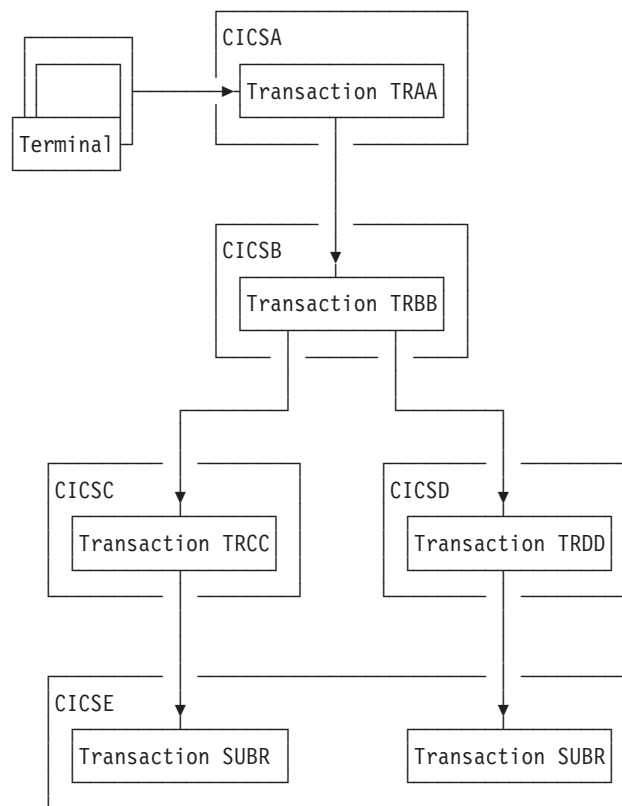 CICSA
Transaction TRAA
Terminal
CICSB
Transaction TRBB
CICSC
CICSD
Transaction TRCC
Transaction TRDD
CICSE
Transaction SUBR
Transaction SUBR